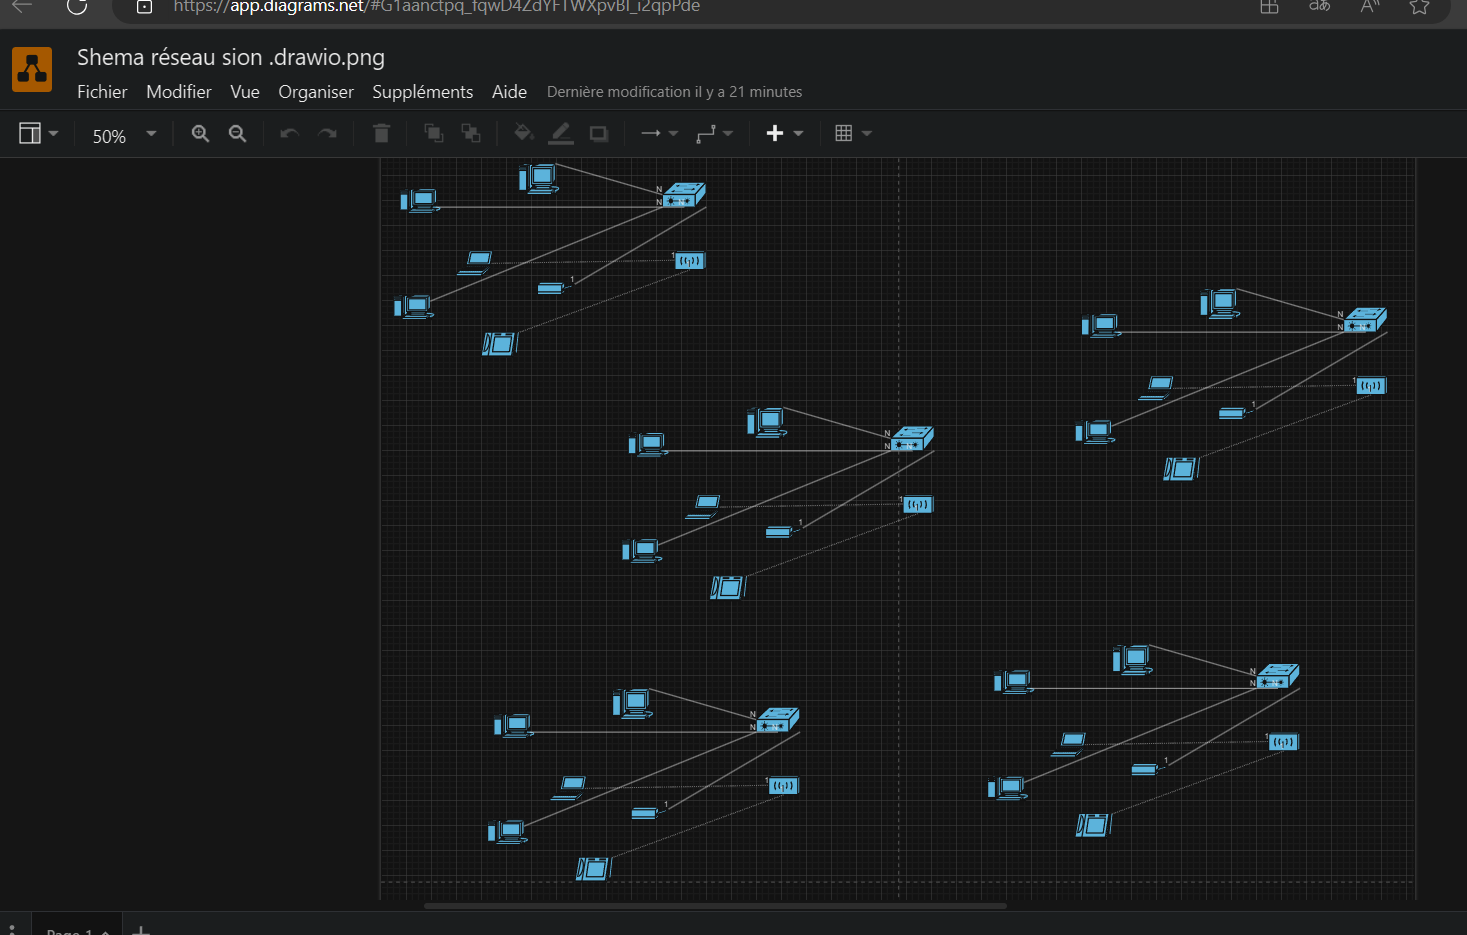 https://app.diagrams.net/#G1aanctpq_fqwD4ZdYFTWXpvBl_i2qpPde
Shema réseau sion .drawio.png
Fichier Modifier Vue Organiser Suppléments Aide Dernière modification il y a 21 minutes
50%
N
N N
1
1
N
N N
1
1
N
N N
1
1
N
N N
1
1
N
N N
1
1
Page-1